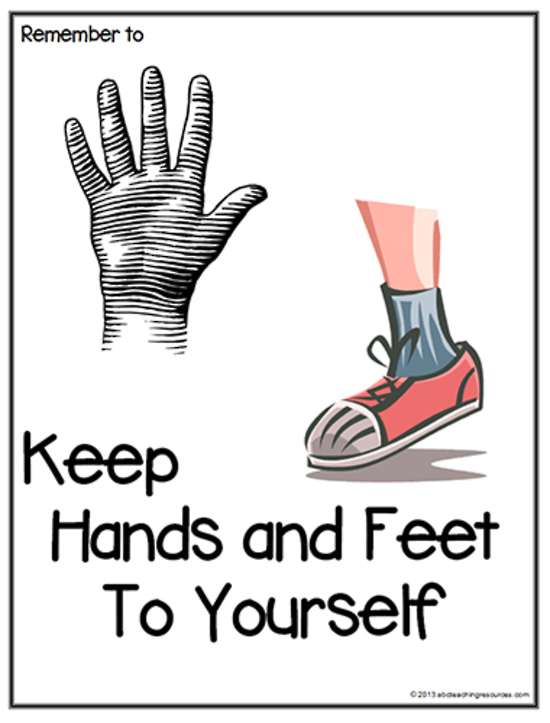 Remember to
Keep
Hands and Feet
To Yourself
© 2013 abcteachingresources.com